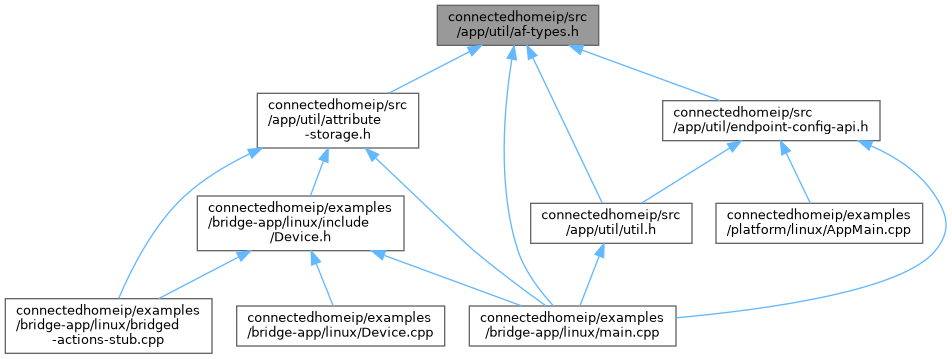 connectedhomeip/src
/app/util/af-types.h
connectedhomeip/src
/app/util/attribute
-storage.h
connectedhomeip/src
/app/util/endpoint-config-api.h
connectedhomeip/examples
/bridge-app/linux/include
/Device.h
connectedhomeip/src
/app/util/util.h
connectedhomeip/examples
/platform/linux/AppMain.cpp
connectedhomeip/examples
/bridge-app/linux/bridged
-actions-stub.cpp
connectedhomeip/examples
/bridge-app/linux/Device.cpp
connectedhomeip/examples
/bridge-app/linux/main.cpp